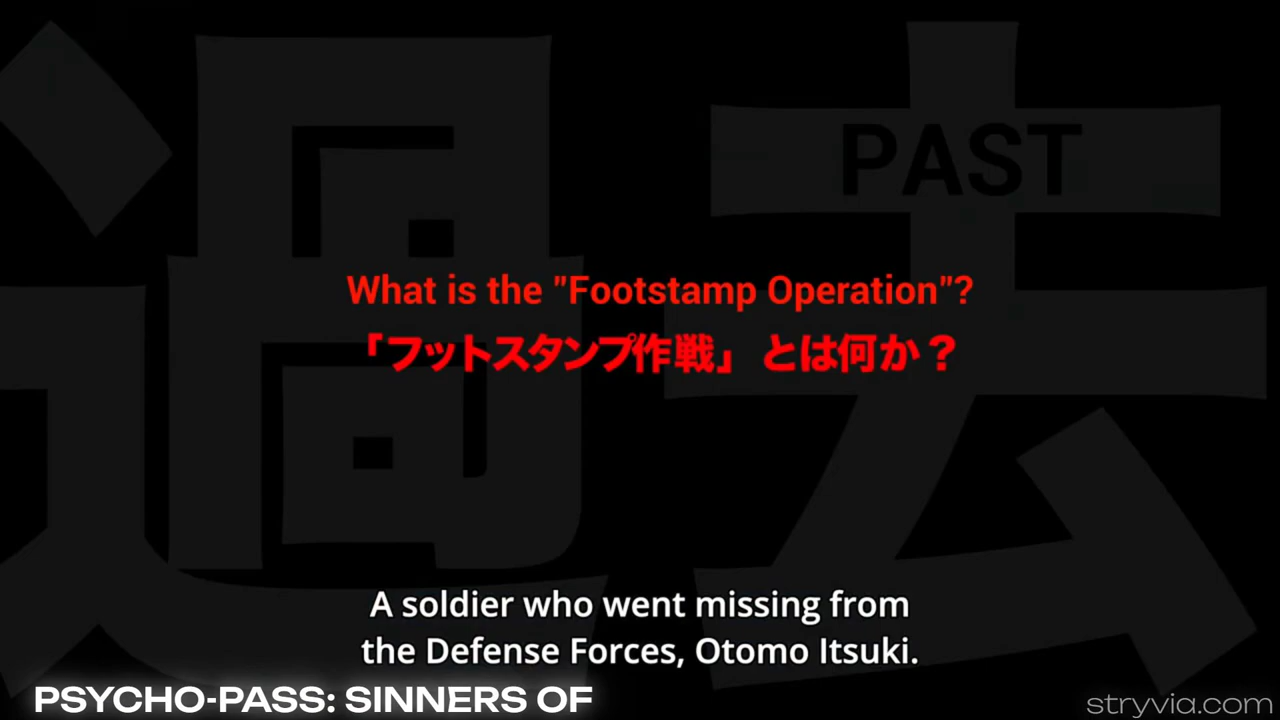 過去
PAST
What is the "Footstamp Operation"?
「フットスタンプ作戦」とは何か？
A soldier who went missing from
the Defense Forces, Otomo Itsuki.
PSYCHO-PASS: SINNERS OF
stryvia.com